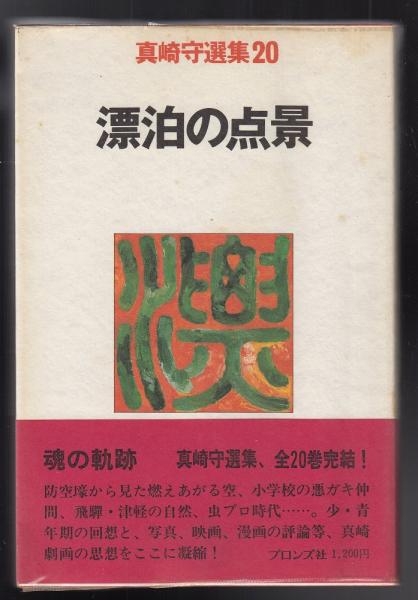 真崎守選集20
漂泊の点景
漂
魂の軌跡　真崎守選集、全20巻完結！
防空壕から見た燃えあがる空、小学校の悪ガキ仲
間、飛騨・津軽の自然、虫プロ時代……。少・青
年期の回想と、写真、映画、漫画の評論等、真崎
劇画の思想をここに凝縮！
ブロンズ社 1,200円